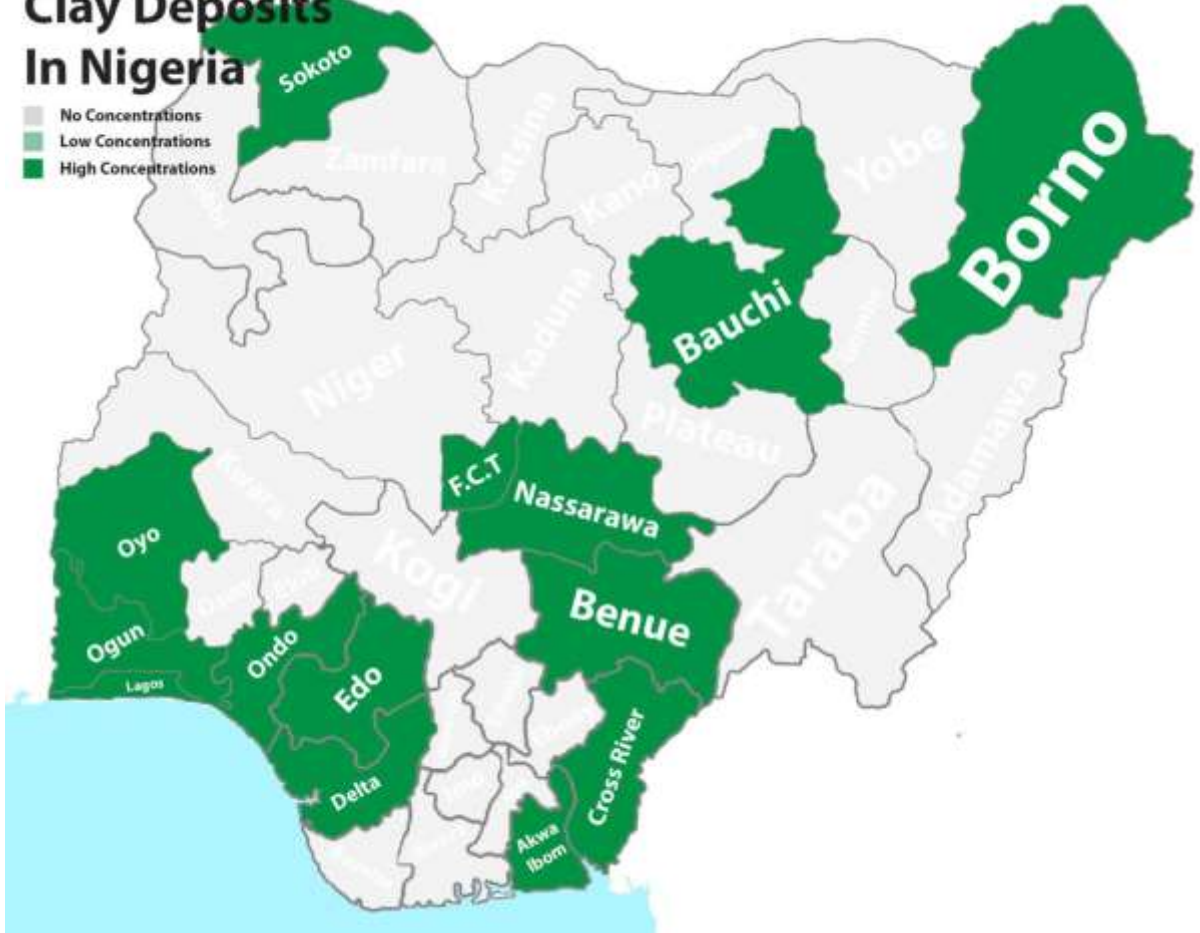 Clay Deposits
In Nigeria
No Concentrations
Low Concentrations
High Concentrations
Sokoto
Zamfara
Katsina
Kano
Yobe
Borno
Bauchi
Kaduna
Niger
Plateau
Adamawa
F.C.T
Nassarawa
Kwara
Oyo
Kogi
Taraba
Benue
Ogun
Ondo
Edo
Lagos
Cross River
Delta
Akwa
Ibom